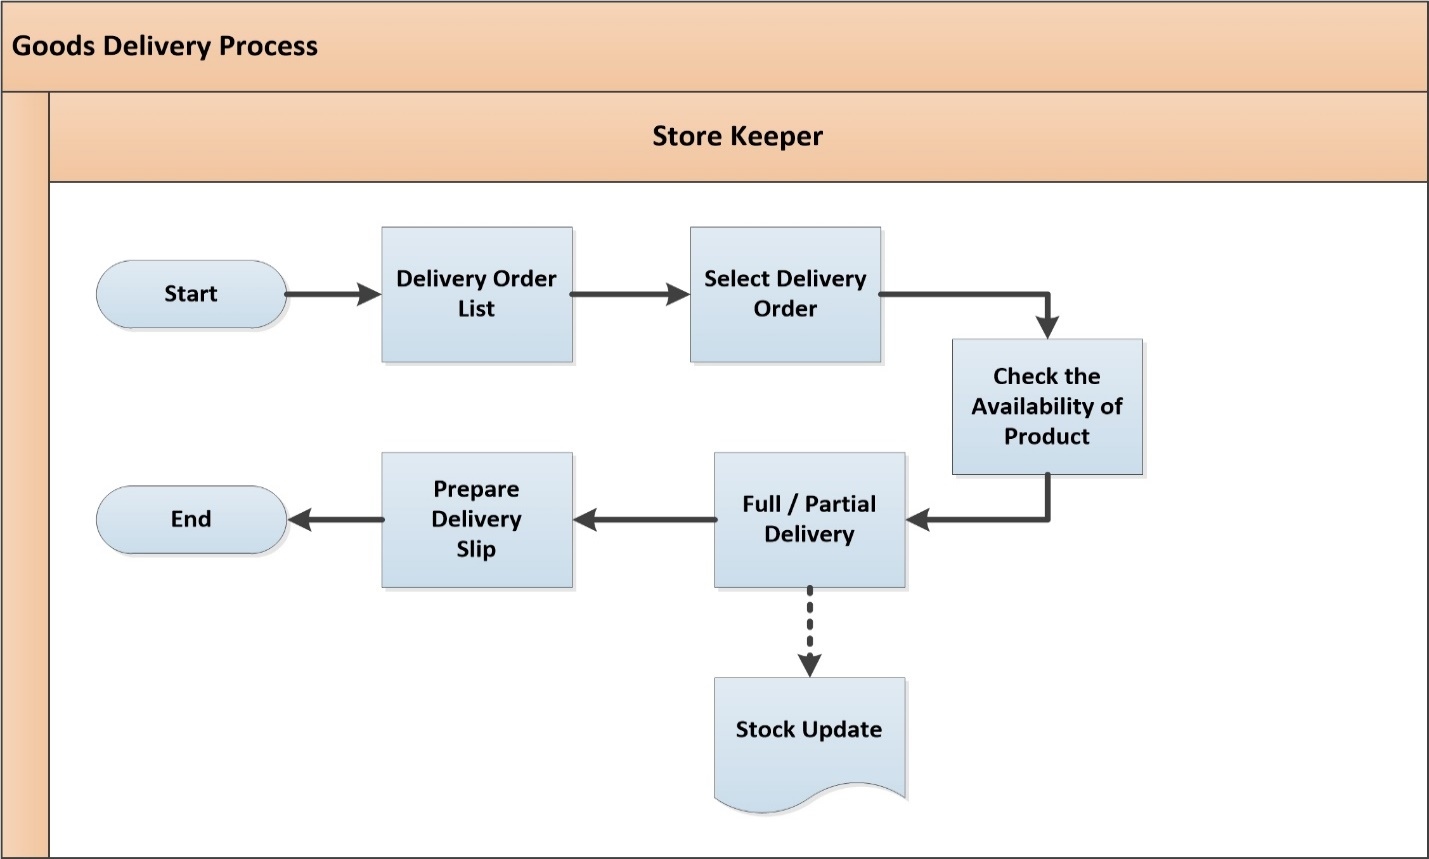 Goods Delivery Process
Store Keeper
Start
Delivery Order
List
Select Delivery
Order
Check the
Availability of
Product
Full / Partial
Delivery
Prepare
Delivery
Slip
End
Stock Update